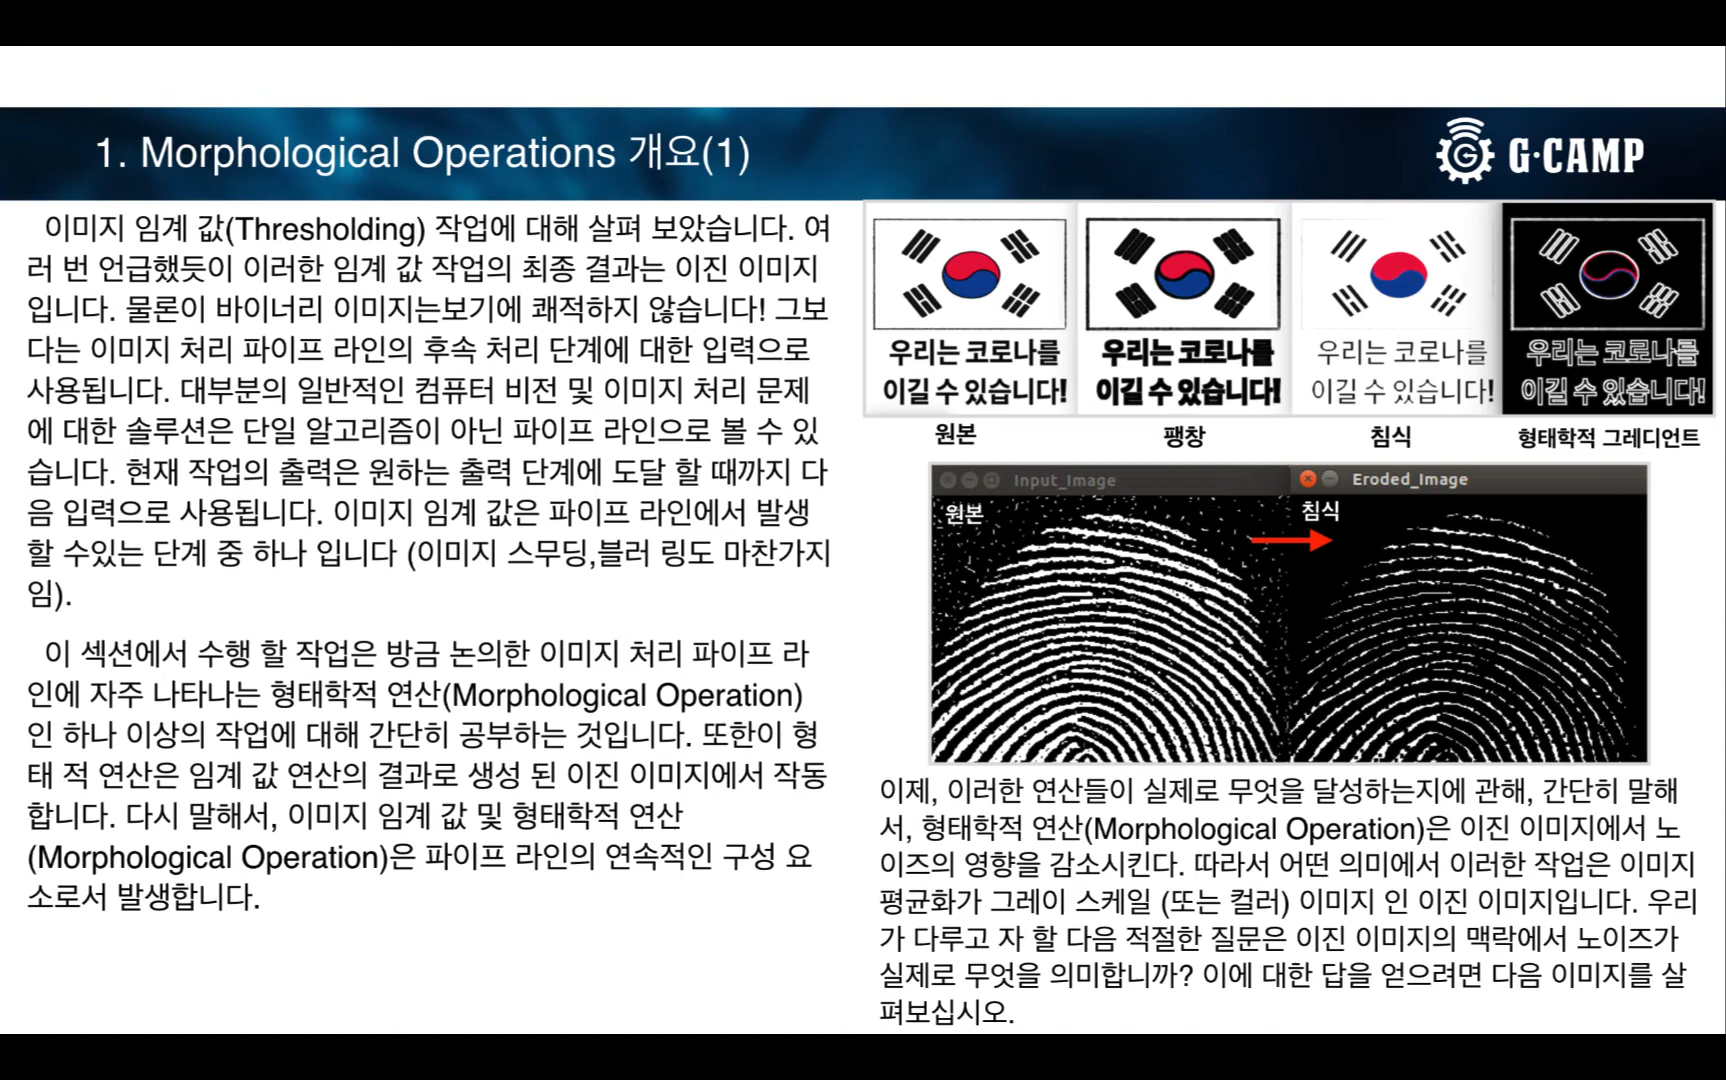 1. Morphological Operations 개요(1)
G·CAMP
이미지 임계 값(Thresholding) 작업에 대해 살펴 보았습니다. 여
러 번 언급했듯이 이러한 임계 값 작업의 최종 결과는 이진 이미지
입니다. 물론이 바이너리 이미지는보기에 쾌적하지 않습니다! 그보
다는 이미지 처리 파이프 라인의 후속 처리 단계에 대한 입력으로
사용됩니다. 대부분의 일반적인 컴퓨터 비전 및 이미지 처리 문제
에 대한 솔루션은 단일 알고리즘이 아닌 파이프 라인으로 볼 수 있
습니다. 현재 작업의 출력은 원하는 출력 단계에 도달 할 때까지 다
음 입력으로 사용됩니다. 이미지 임계 값은 파이프 라인에서 발생
할 수있는 단계 중 하나 입니다 (이미지 스무딩,블러 링도 마찬가지
임).
이 섹션에서 수행 할 작업은 방금 논의한 이미지 처리 파이프 라
인에 자주 나타나는 형태학적 연산(Morphological Operation)
인 하나 이상의 작업에 대해 간단히 공부하는 것입니다. 또한이 형
태 적 연산은 임계 값 연산의 결과로 생성 된 이진 이미지에서 작동
합니다. 다시 말해서, 이미지 임계 값 및 형태학적 연산
(Morphological Operation)은 파이프 라인의 연속적인 구성 요
소로서 발생합니다.
우리는 코로나를
이길 수 있습니다!
우리는 코로나를
이길 수 있습니다!
우리는 코로나를
이길 수 있습니다!
우리는 코로나를
이길 수 있습니다!
원본
팽창
침식
형태학적 그레디언트
Input_Image
Eroded_Image
원본
침식
이제, 이러한 연산들이 실제로 무엇을 달성하는지에 관해, 간단히 말해
서, 형태학적 연산(Morphological Operation)은 이진 이미지에서 노
이즈의 영향을 감소시킨다. 따라서 어떤 의미에서 이러한 작업은 이미지
평균화가 그레이 스케일 (또는 컬러) 이미지 인 이진 이미지입니다. 우리
가 다루고 자 할 다음 적절한 질문은 이진 이미지의 맥락에서 노이즈가
실제로 무엇을 의미합니까? 이에 대한 답을 얻으려면 다음 이미지를 살
펴보십시오.